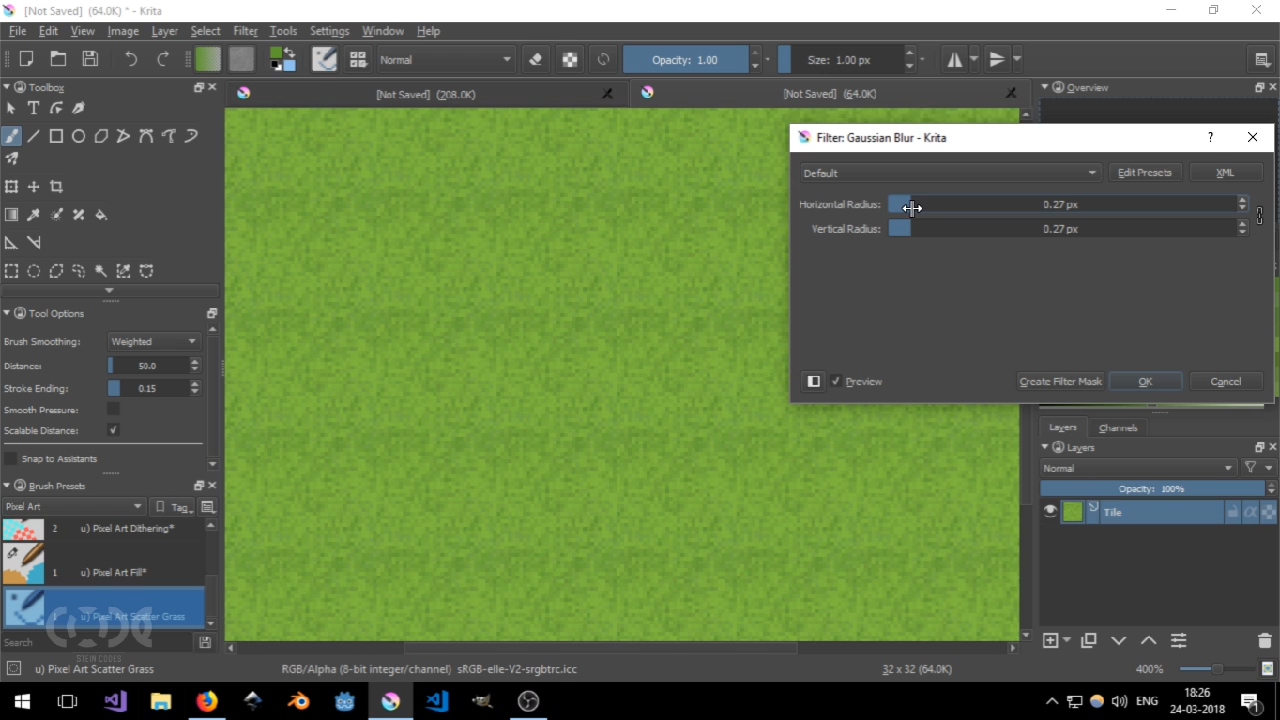 [Not Saved] (64.0K) * - Krita
File Edit View Image Layer Select Filter Tools Settings Window Help
Normal Opacity: 1.00 Size: 1.00 px
Toolbox [Not Saved] (208.0K) [Not Saved] (64.0K) Overview
Filter: Gaussian Blur - Krita
Default Edit Presets XML
Horizontal Radius: 0.27 px
Vertical Radius: 0.27 px
Preview Create Filter Mask OK Cancel
Tool Options
Brush Smoothing: Weighted
Distance: 50.0
Stroke Ending: 0.15
Smooth Pressure:
Scalable Distance:
Snap to Assistants
Layers Channels
Layers
Normal
Opacity: 100%
Tile
Brush Presets
Pixel Art Tag
2 u) Pixel Art Dithering*
1 u) Pixel Art Fill*
1 u) Pixel Art Scatter Grass
CODE
Search
STEIN CODES
u) Pixel Art Scatter Grass RGB/Alpha (8-bit integer/channel) sRGB-elle-V2-srgbtrc.icc 32 x 32 (64.0K) 400%
ENG 18:26
24-03-2018 1